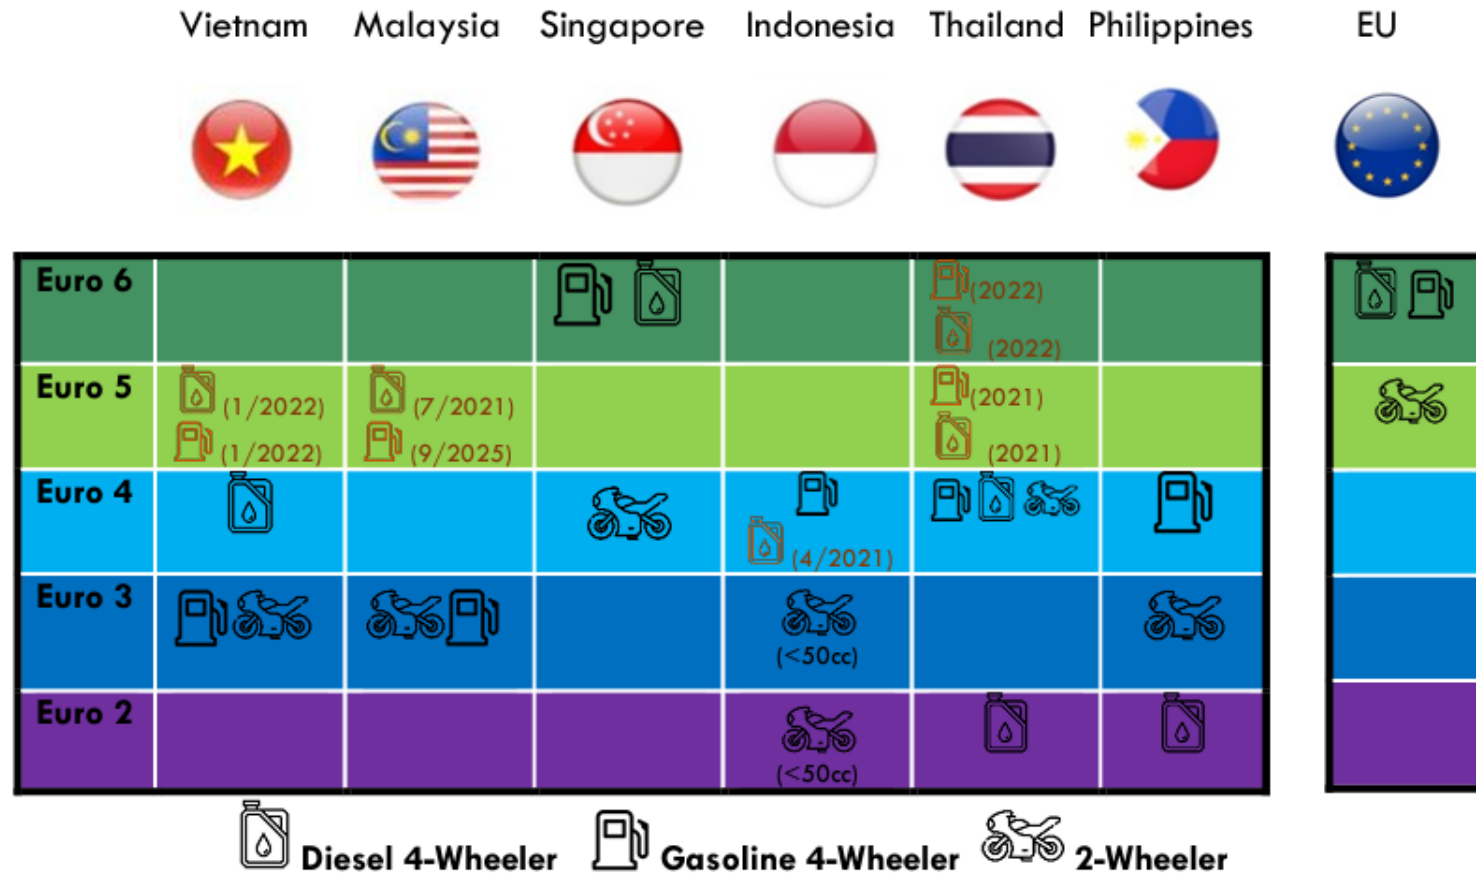 Vietnam Malaysia Singapore Indonesia Thailand Philippines EU
Euro 6
(2022)
(2022)
Euro 5
(1/2022) (7/2021) (2021)
(1/2022) (9/2025) (2021)
Euro 4
(4/2021)
Euro 3
(<50cc)
Euro 2
(<50cc)
Diesel 4-Wheeler Gasoline 4-Wheeler 2-Wheeler